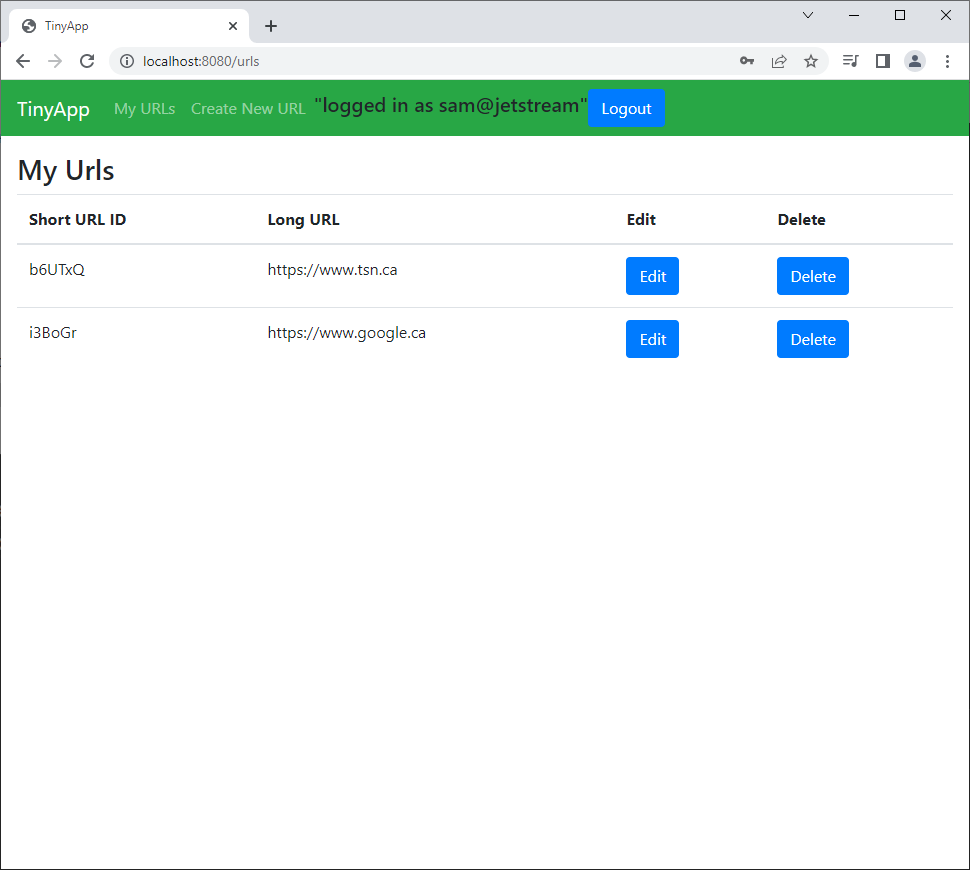 TinyApp
localhost:8080/urls
TinyApp My URLs Create New URL "logged in as sam@jetstream" Logout
My Urls
Short URL ID Long URL Edit Delete
b6UTxQ https://www.tsn.ca Edit Delete
i3BoGr https://www.google.ca Edit Delete